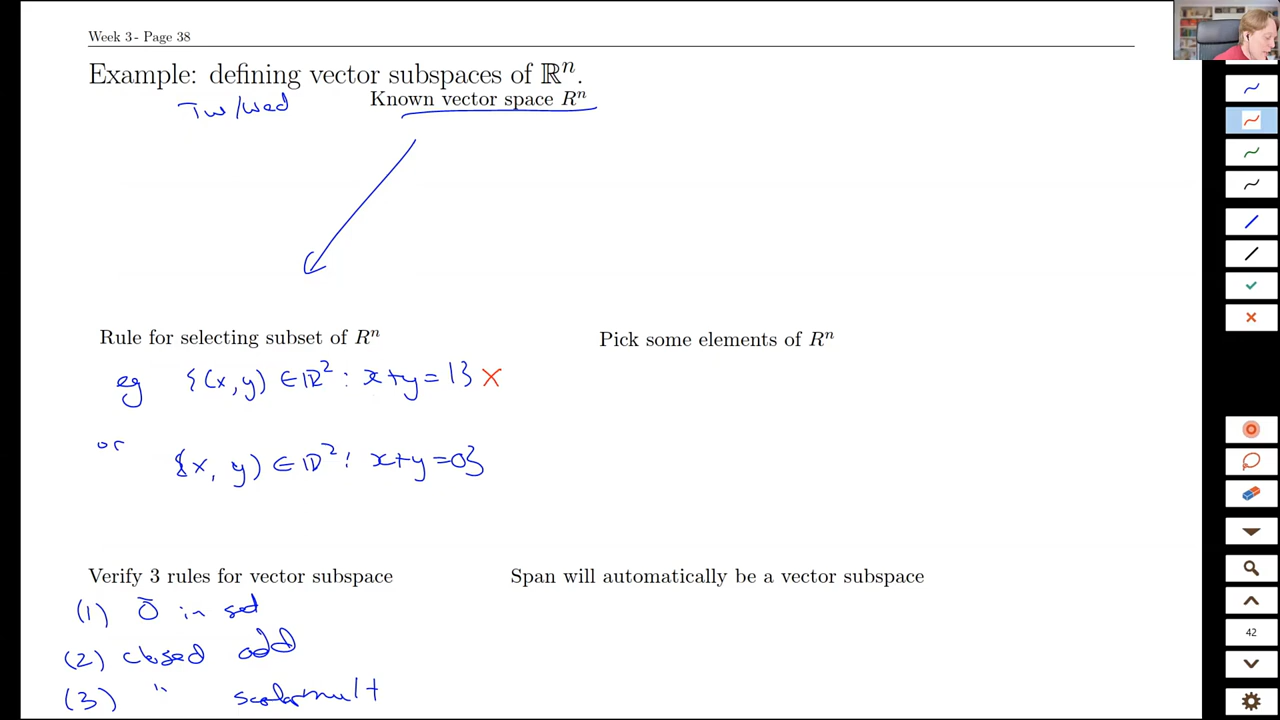 Week 3 - Page 38
Example: defining vector subspaces of ℝⁿ.
Tu/Wed
Known vector space Rⁿ
Rule for selecting subset of Rⁿ
Pick some elements of Rⁿ
eg {(x, y) ∈ ℝ² : x+y = 1} ✗
or
{x, y) ∈ ℝ² : x+y = 0}
Verify 3 rules for vector subspace
Span will automatically be a vector subspace
(1) 0̄ in set
(2) closed add
(3) " scalar mult
42